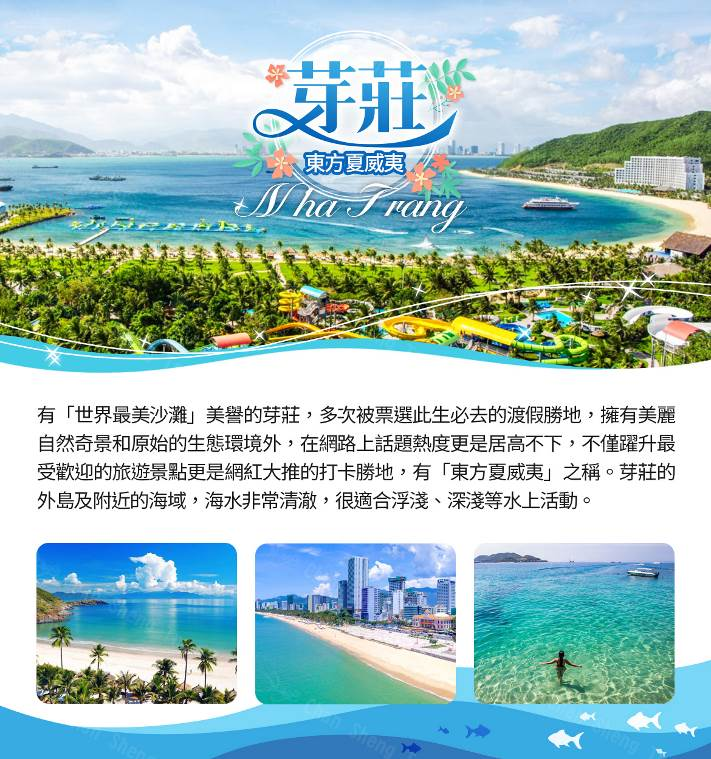 芽莊
東方夏威夷
Nha Trang
VINPEARL
有「世界最美沙灘」美譽的芽莊，多次被票選此生必去的渡假勝地，擁有美麗
自然奇景和原始的生態環境外，在網路上話題熱度更是居高不下，不僅躍升最
受歡迎的旅遊景點更是網紅大推的打卡勝地，有「東方夏威夷」之稱。芽莊的
外島及附近的海域，海水非常清澈，很適合浮淺、深淺等水上活動。